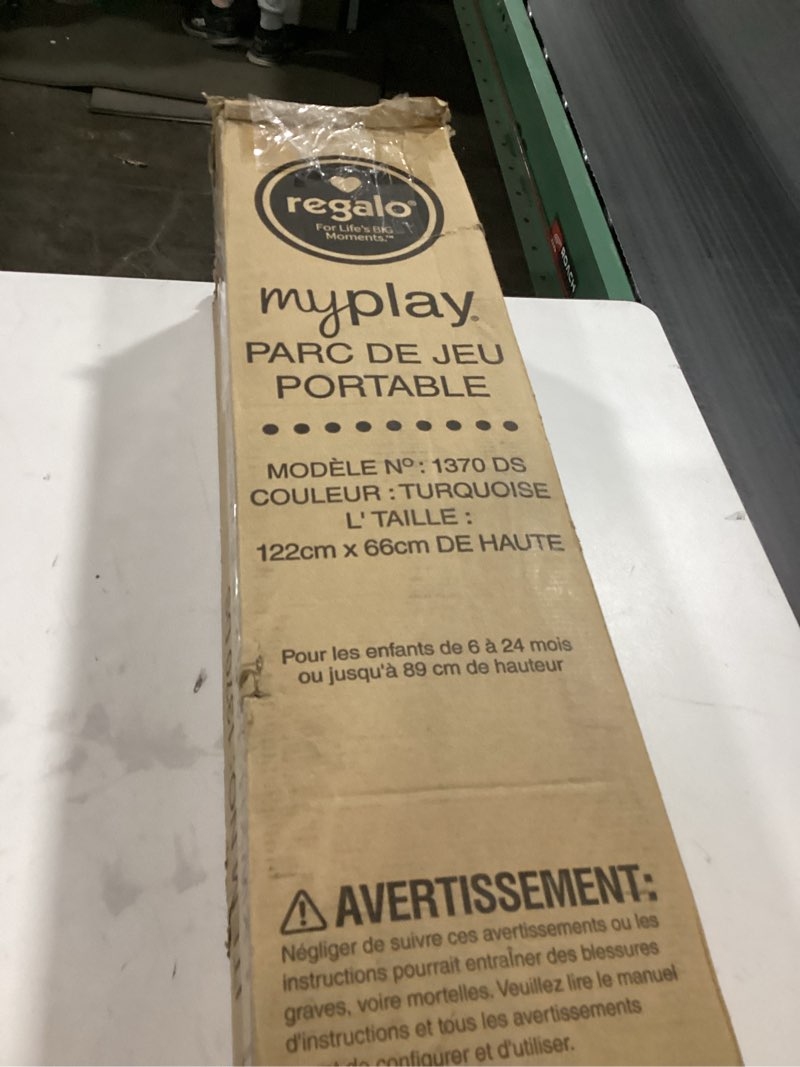 regalo®
For Life's BIG
Moments.™
myplay®
PARC DE JEU
PORTABLE
MODÈLE Nº: 1370 DS
COULEUR : TURQUOISE
L' TAILLE :
122cm x 66cm DE HAUTE
Pour les enfants de 6 à 24 mois
ou jusqu'à 89 cm de hauteur
AVERTISSEMENT:
Négliger de suivre ces avertissements ou les
instructions pourrait entraîner des blessures
graves, voire mortelles. Veuillez lire le manuel
d'instructions et tous les avertissements
de configurer et d'utiliser.
ROACH